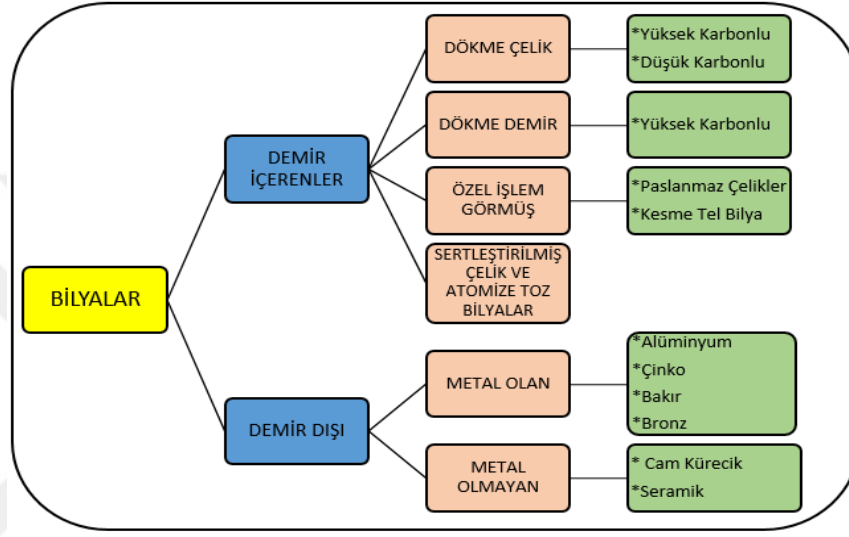 BİLYALAR
DEMİR
İÇERENLER
DÖKME ÇELİK
*Yüksek Karbonlu
*Düşük Karbonlu
DÖKME DEMİR
*Yüksek Karbonlu
ÖZEL İŞLEM
GÖRMÜŞ
*Paslanmaz Çelikler
*Kesme Tel Bilya
SERTLEŞTİRİLMİŞ
ÇELİK VE
ATOMİZE TOZ
BİLYALAR
DEMİR DIŞI
METAL OLAN
*Alüminyum
*Çinko
*Bakır
*Bronz
METAL
OLMAYAN
* Cam Kürecik
*Seramik